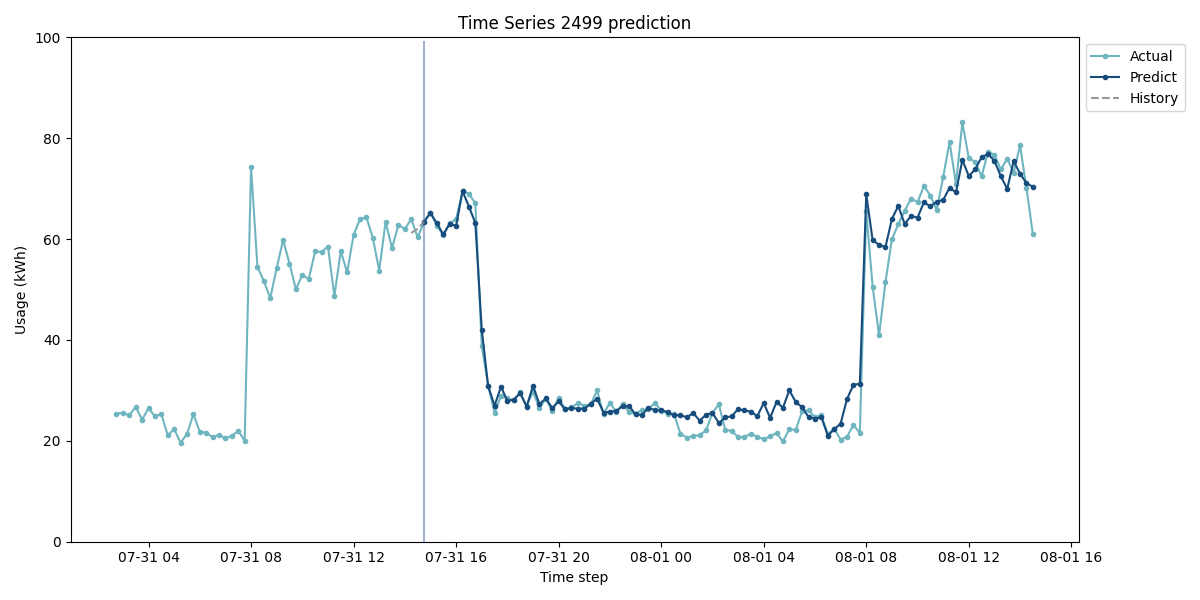 Time Series 2499 prediction
Usage (kWh)
100
80
60
40
20
0
07-31 04
07-31 08
07-31 12
07-31 16
07-31 20
08-01 00
08-01 04
08-01 08
08-01 12
08-01 16
Time step
Actual
Predict
History